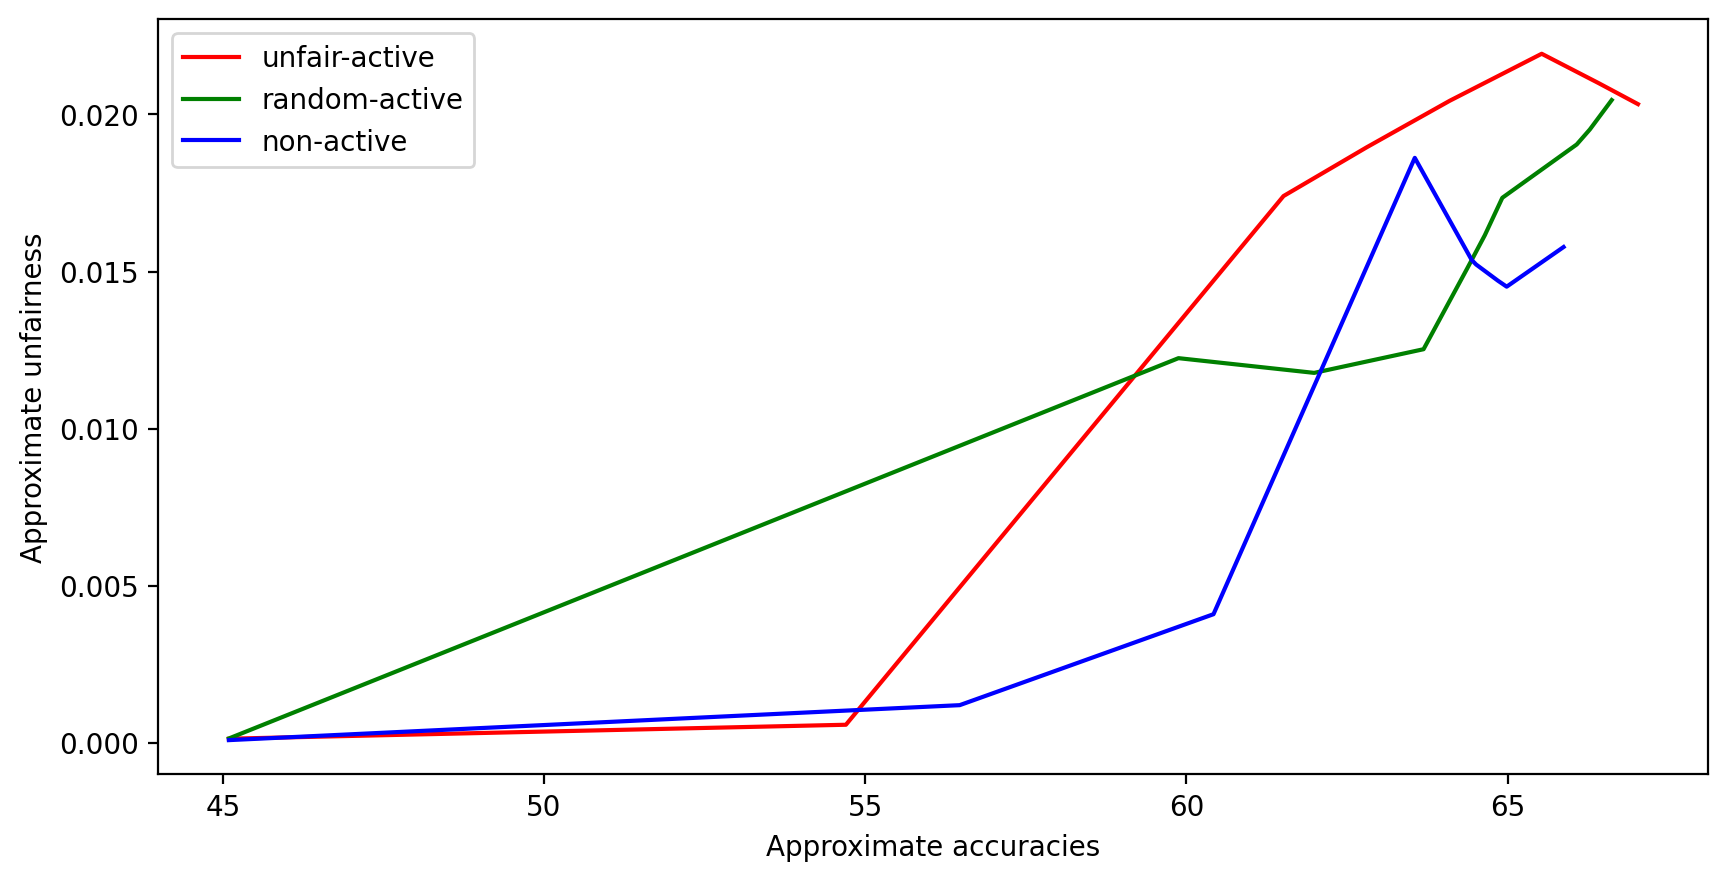 unfair-active
random-active
non-active
0.020
0.015
0.010
0.005
0.000
Approximate unfairness
45 50 55 60 65
Approximate accuracies